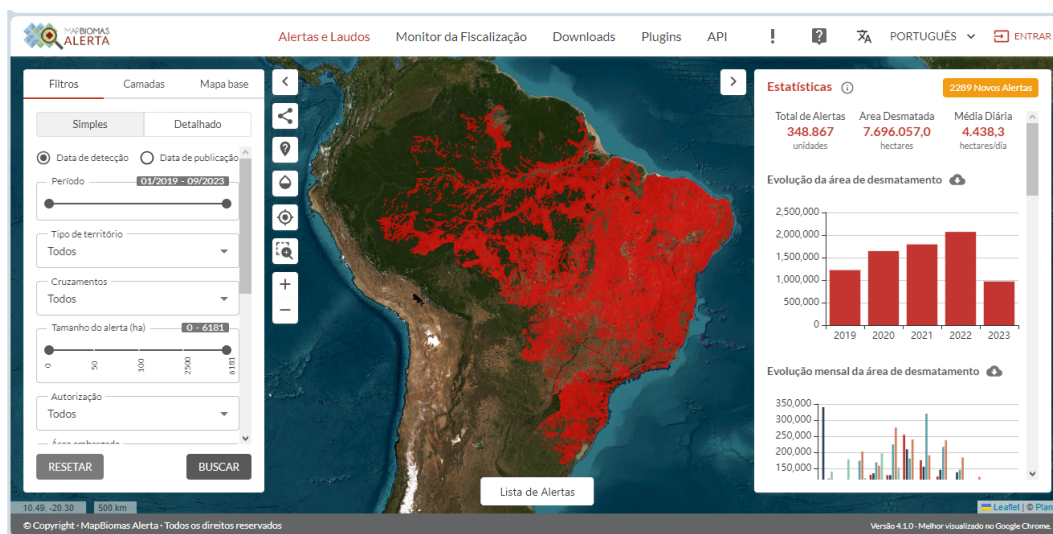 MAPBIOMAS
ALERTA
Alertas e Laudos
Monitor da Fiscalização
Downloads
Plugins
API
PORTUGUÊS
ENTRAR
Filtros
Camadas
Mapa base
Simples
Detalhado
Data de detecção
Data de publicação
Período
01/2019 - 09/2023
Tipo de território
Todos
Cruzamentos
Todos
Tamanho do alerta (ha)
0 - 6181
0
50
100
2500
6181
Autorização
Todos
Área embargada
RESETAR
BUSCAR
10.49, -20.30
500 km
Lista de Alertas
Estatísticas
2289 Novos Alertas
Total de Alertas
348.867
unidades
Area Desmatada
7.696.057,0
hectares
Média Diária
4.438,3
hectares/dia
Evolução da área de desmatamento
2,500,000
2,000,000
1,500,000
1,000,000
500,000
0
2019 2020 2021 2022 2023
Evolução mensal da área de desmatamento
350,000
300,000
250,000
200,000
150,000
Leaflet | © Plan
© Copyright · MapBiomas Alerta · Todos os direitos reservados
Versão 4.1.0 · Melhor visualizado no Google Chrome.